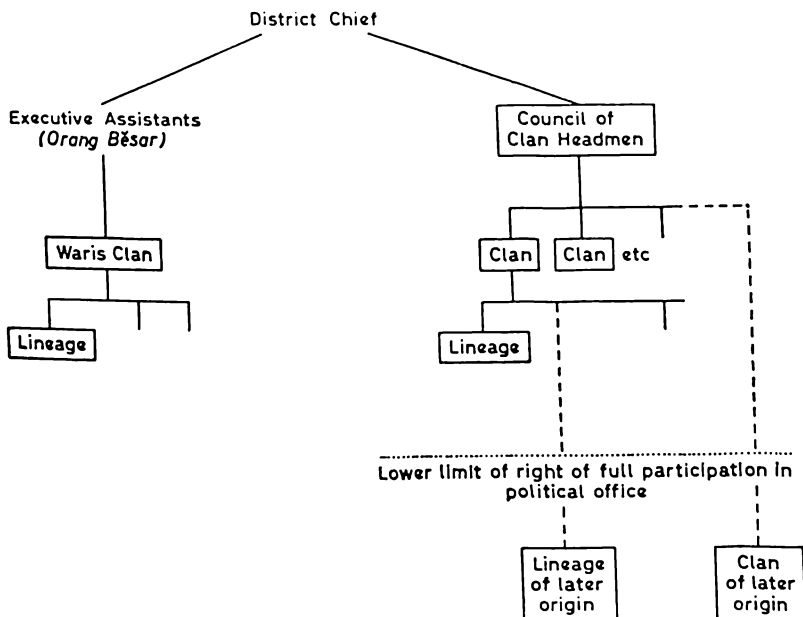 District Chief
Executive Assistants
(Orang Bĕsar)
Council of
Clan Headmen
Waris Clan
Clan
Clan
etc
Lineage
Lineage
Lower limit of right of full participation in
political office
Lineage
of later
origin
Clan
of later
origin